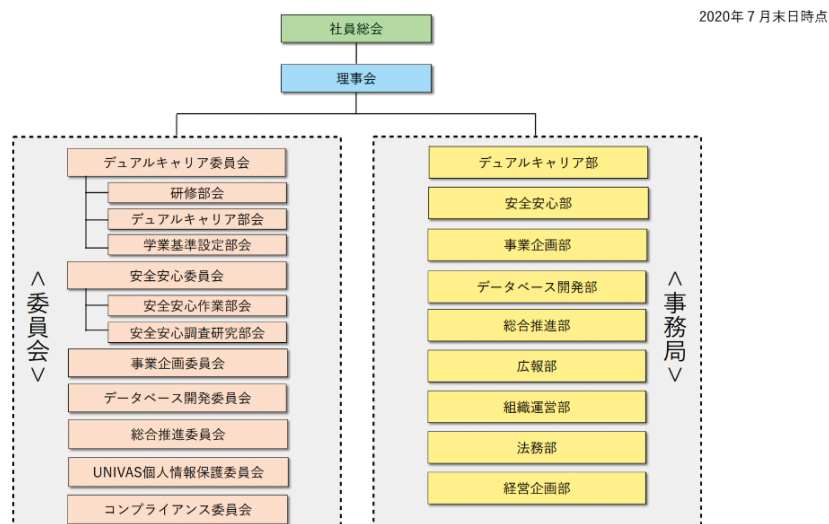 2020年7月末日時点
社員総会
理事会
<委員会>
デュアルキャリア委員会
研修部会
デュアルキャリア部会
学業基準設定部会
安全安心委員会
安全安心作業部会
安全安心調査研究部会
事業企画委員会
データベース開発委員会
総合推進委員会
UNIVAS個人情報保護委員会
コンプライアンス委員会
<事務局>
デュアルキャリア部
安全安心部
事業企画部
データベース開発部
総合推進部
広報部
組織運営部
法務部
経営企画部